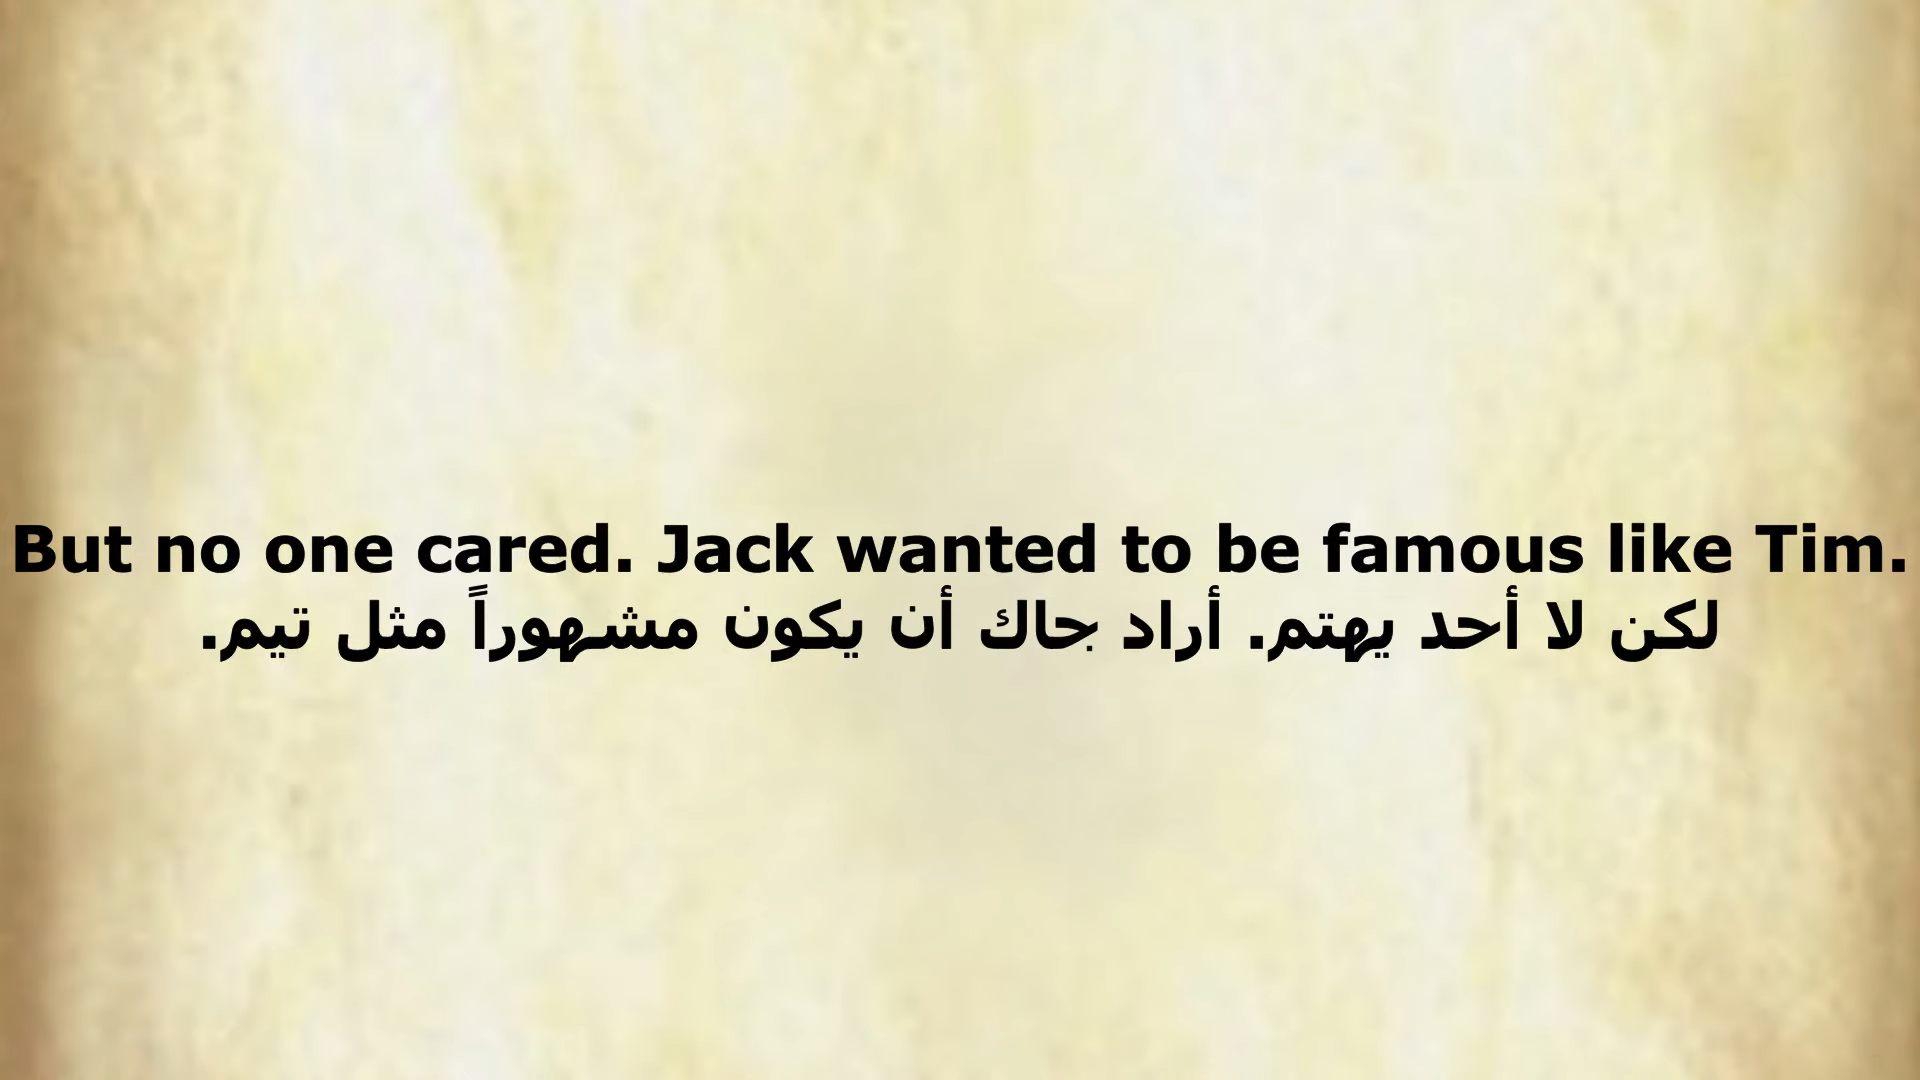 But no one cared. Jack wanted to be famous like Tim.
لكن لا أحد يهتم. أراد جاك أن يكون مشهوراً مثل تيم.